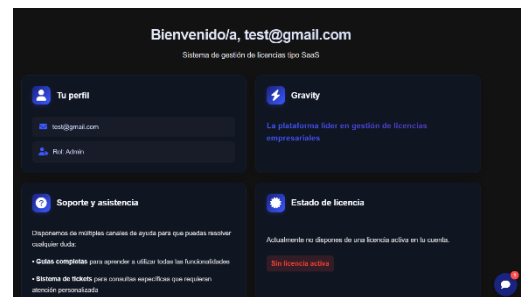 Bienvenido/a, test@gmail.com
Sistema de gestión de licencias tipo SaaS
Tu perfil
test@gmail.com
Rol: Admin
Gravity
La plataforma líder en gestión de licencias
empresariales
Soporte y asistencia
Disponemos de múltiples canales de ayuda para que puedas resolver
cualquier duda:
• Guías completas para aprender a utilizar todas las funcionalidades
• Sistema de tickets para consultas específicas que requieran
atención personalizada
Estado de licencia
Actualmente no dispones de una licencia activa en tu cuenta.
Sin licencia activa